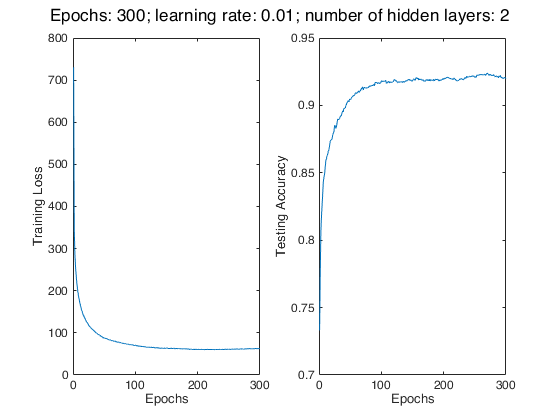 Epochs: 300; learning rate: 0.01; number of hidden layers: 2
800
700
600
500
400
300
200
100
0
0 100 200 300
Training Loss
Epochs
0.95
0.9
0.85
0.8
0.75
0.7
0 100 200 300
Testing Accuracy
Epochs